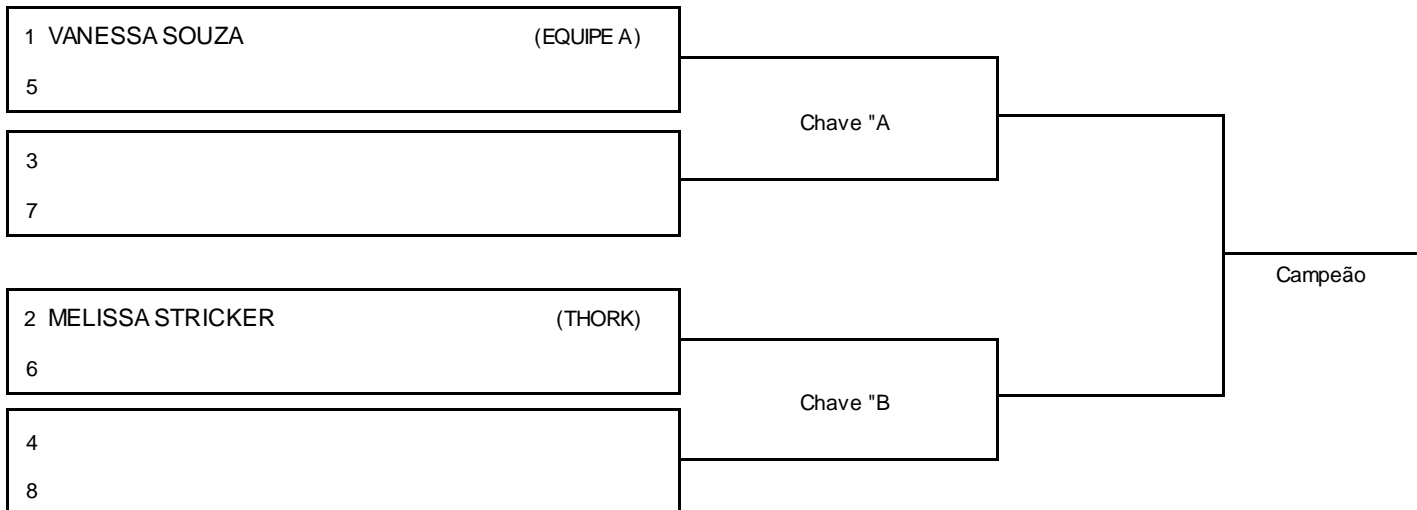 1 VANESSA SOUZA (EQUIPE A)
5
Chave "A
3
7
Campeão
2 MELISSA STRICKER (THORK)
6
Chave "B
4
8